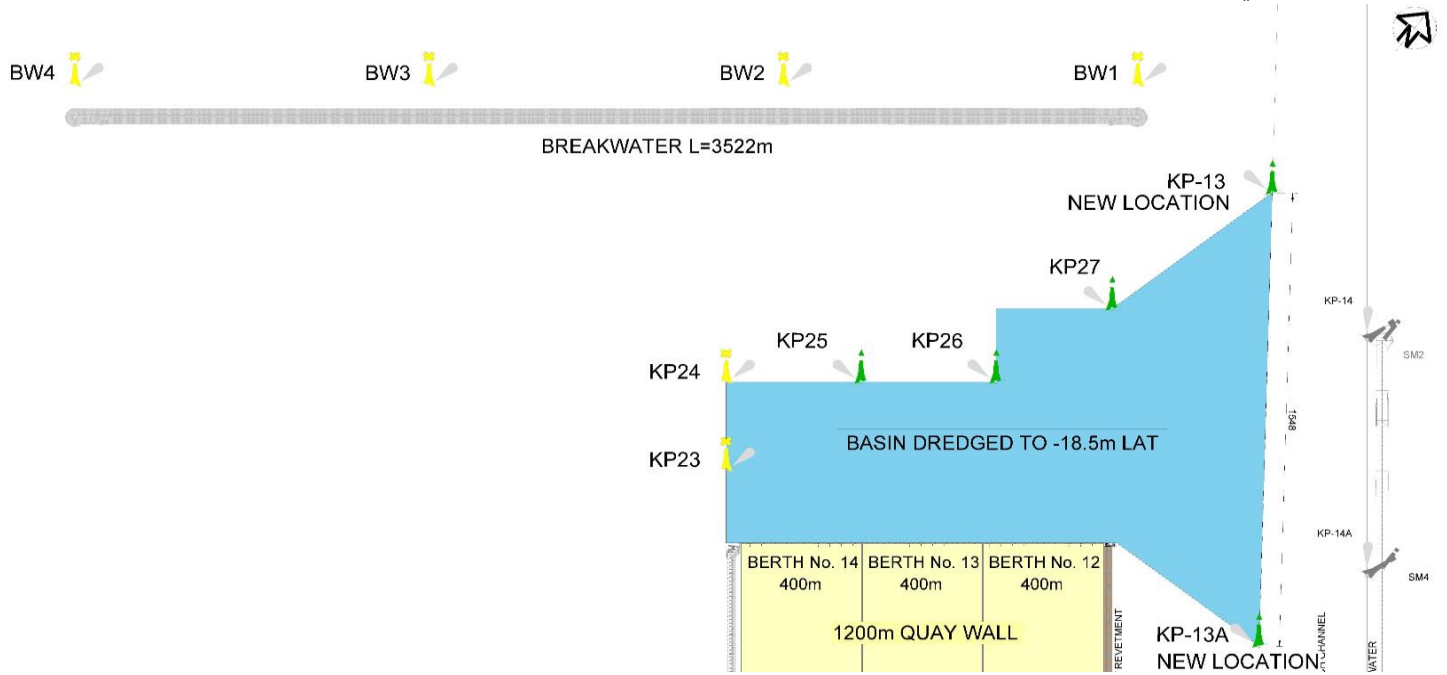 BW4
BW3
BW2
BW1
BREAKWATER L=3522m
KP-13
NEW LOCATION
KP27
KP-14
SM2
KP25
KP26
KP24
1548
BASIN DREDGED TO -18.5m LAT
KP23
KP-14A
BERTH No. 14
400m
BERTH No. 13
400m
BERTH No. 12
400m
SM4
1200m QUAY WALL
REVETMENT
KP-13A
NEW LOCATION
CHANNEL